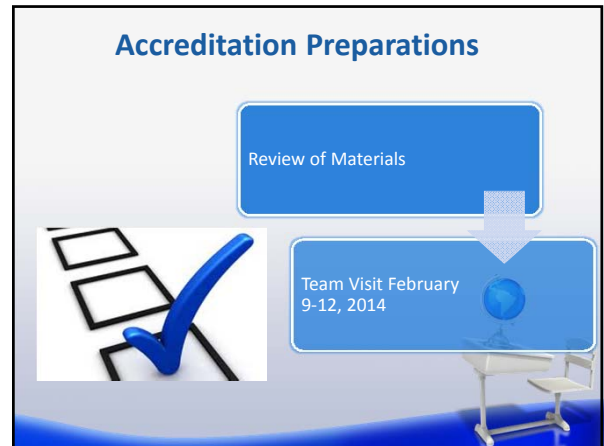 Accreditation Preparations
Review of Materials
Team Visit February
9-12, 2014